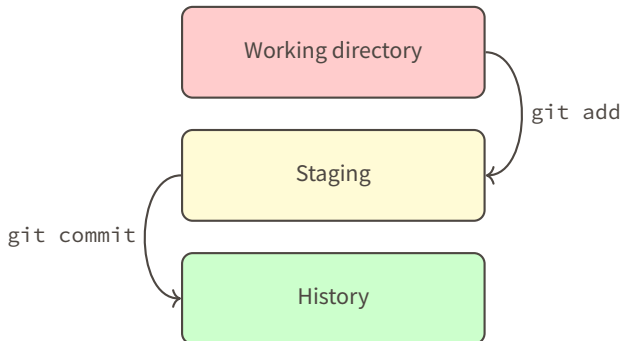 Working directory
git add
Staging
git commit
History